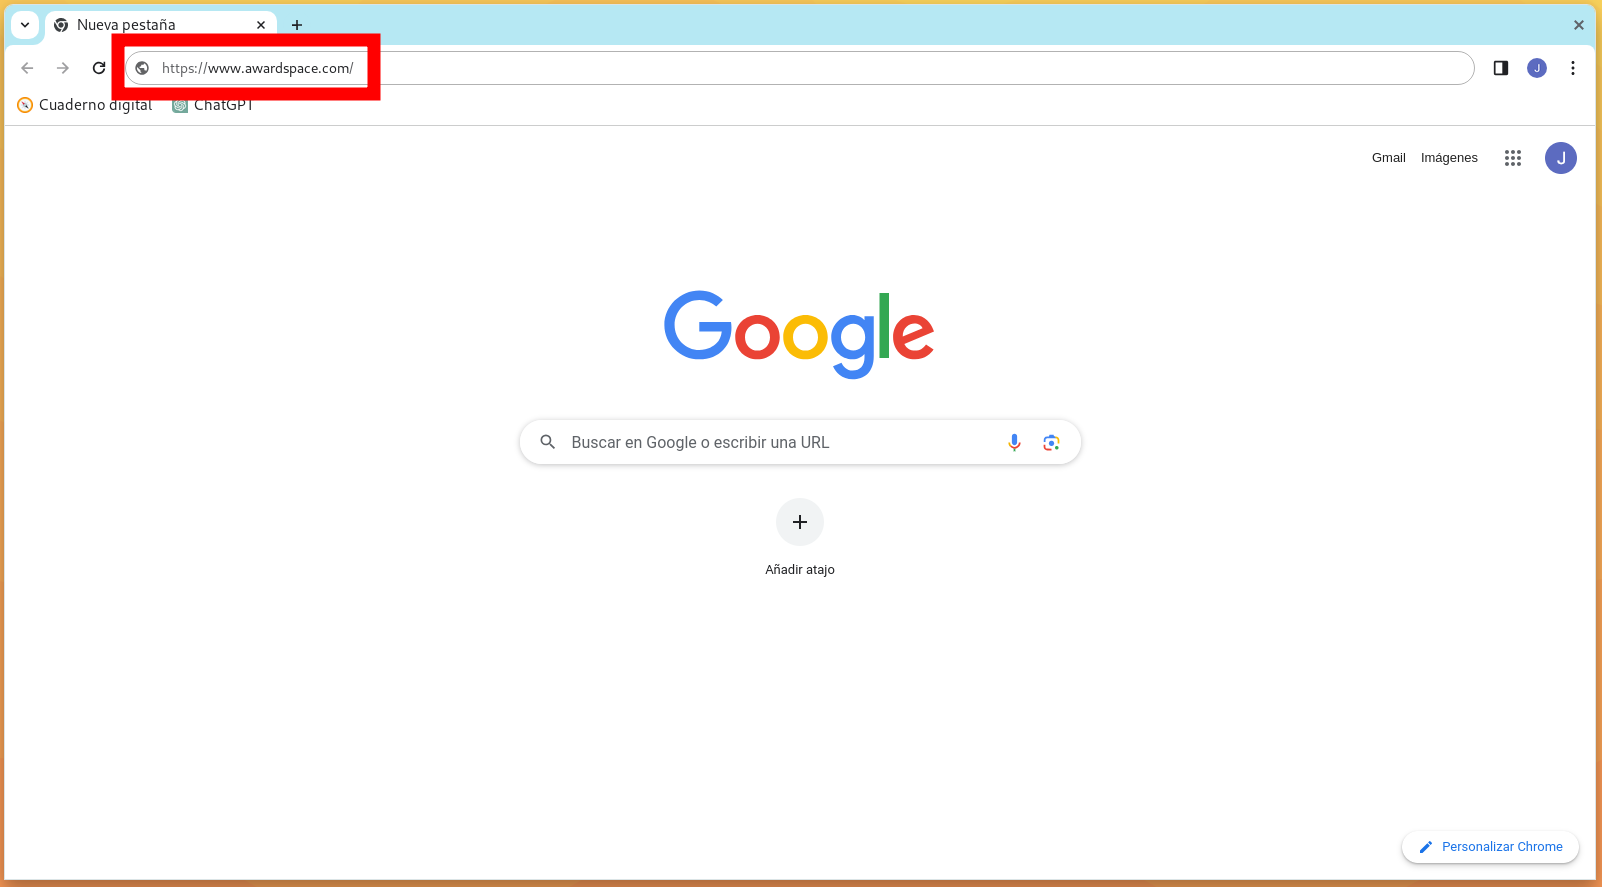 Nueva pestaña
https://www.awardspace.com/
J
Cuaderno digital
ChatGPT
Gmail
Imágenes
J
Google
Buscar en Google o escribir una URL
Añadir atajo
Personalizar Chrome